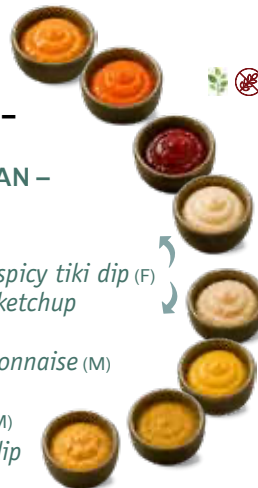 –
AN –
spicy tiki dip (F)
ketchup
onnaise (M)
M)
dip